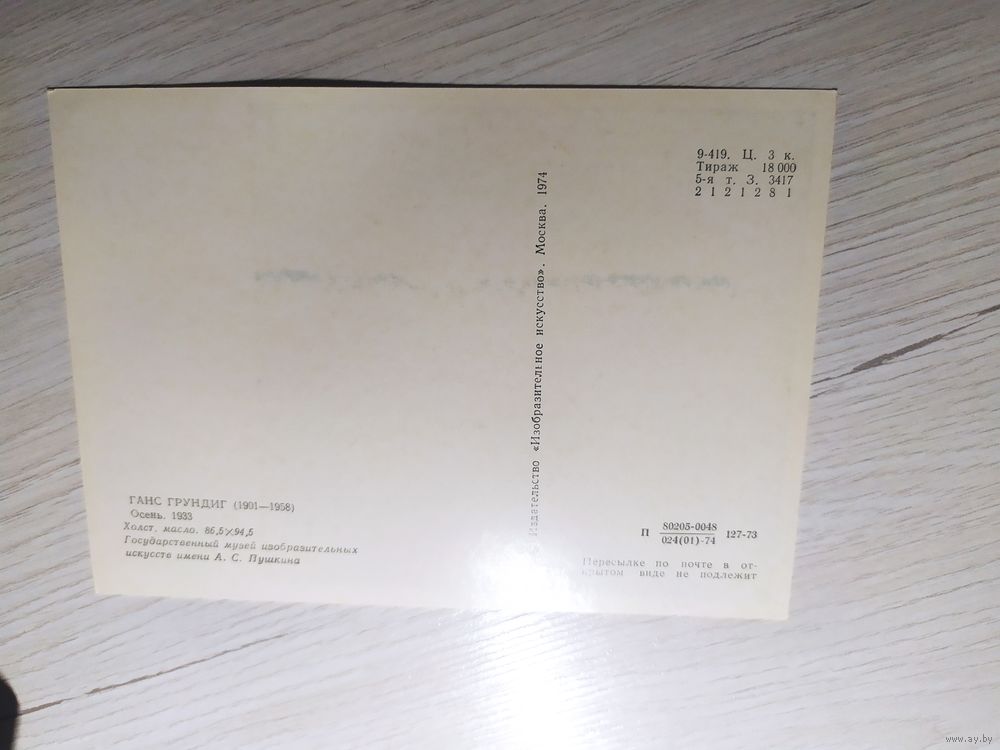 ГАНС ГРУНДИГ (1901—1958)
Осень. 1933
Холст, масло. 86,5×94,5
Государственный музей изобразительных
искусств имени А. С. Пушкина
Издательство «Изобразительное искусство». Москва. 1974
9-419. Ц. 3 к.
Тираж 18 000
5-я т. З. 3417
2 1 2 1 2 8 1
П 80205-0048 127-73
024(01)-74
Пересылке по почте в от-
крытом виде не подлежит
www.ay.by